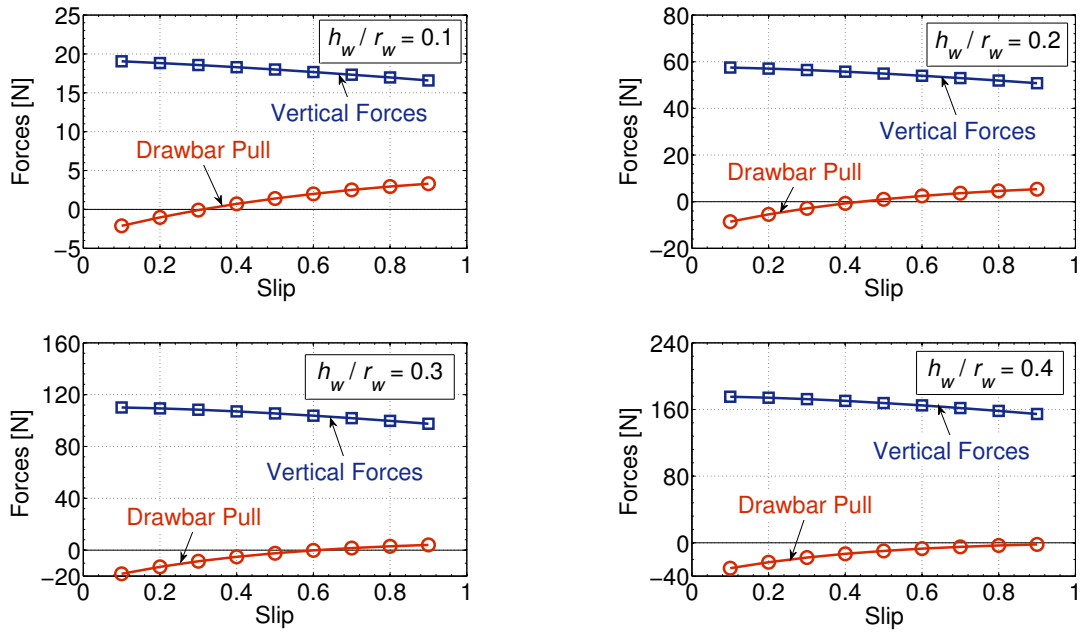 25
20
15
10
5
0
−5
0
0.2
0.4
0.6
0.8
1
Forces [N]
Slip
h_w / r_w = 0.1
Vertical Forces
Drawbar Pull
80
60
40
20
0
−20
0
0.2
0.4
0.6
0.8
1
Forces [N]
Slip
h_w / r_w = 0.2
Vertical Forces
Drawbar Pull
160
120
80
40
0
−20
0
0.2
0.4
0.6
0.8
1
Forces [N]
Slip
h_w / r_w = 0.3
Vertical Forces
Drawbar Pull
240
160
80
0
−40
0
0.2
0.4
0.6
0.8
1
Forces [N]
Slip
h_w / r_w = 0.4
Vertical Forces
Drawbar Pull